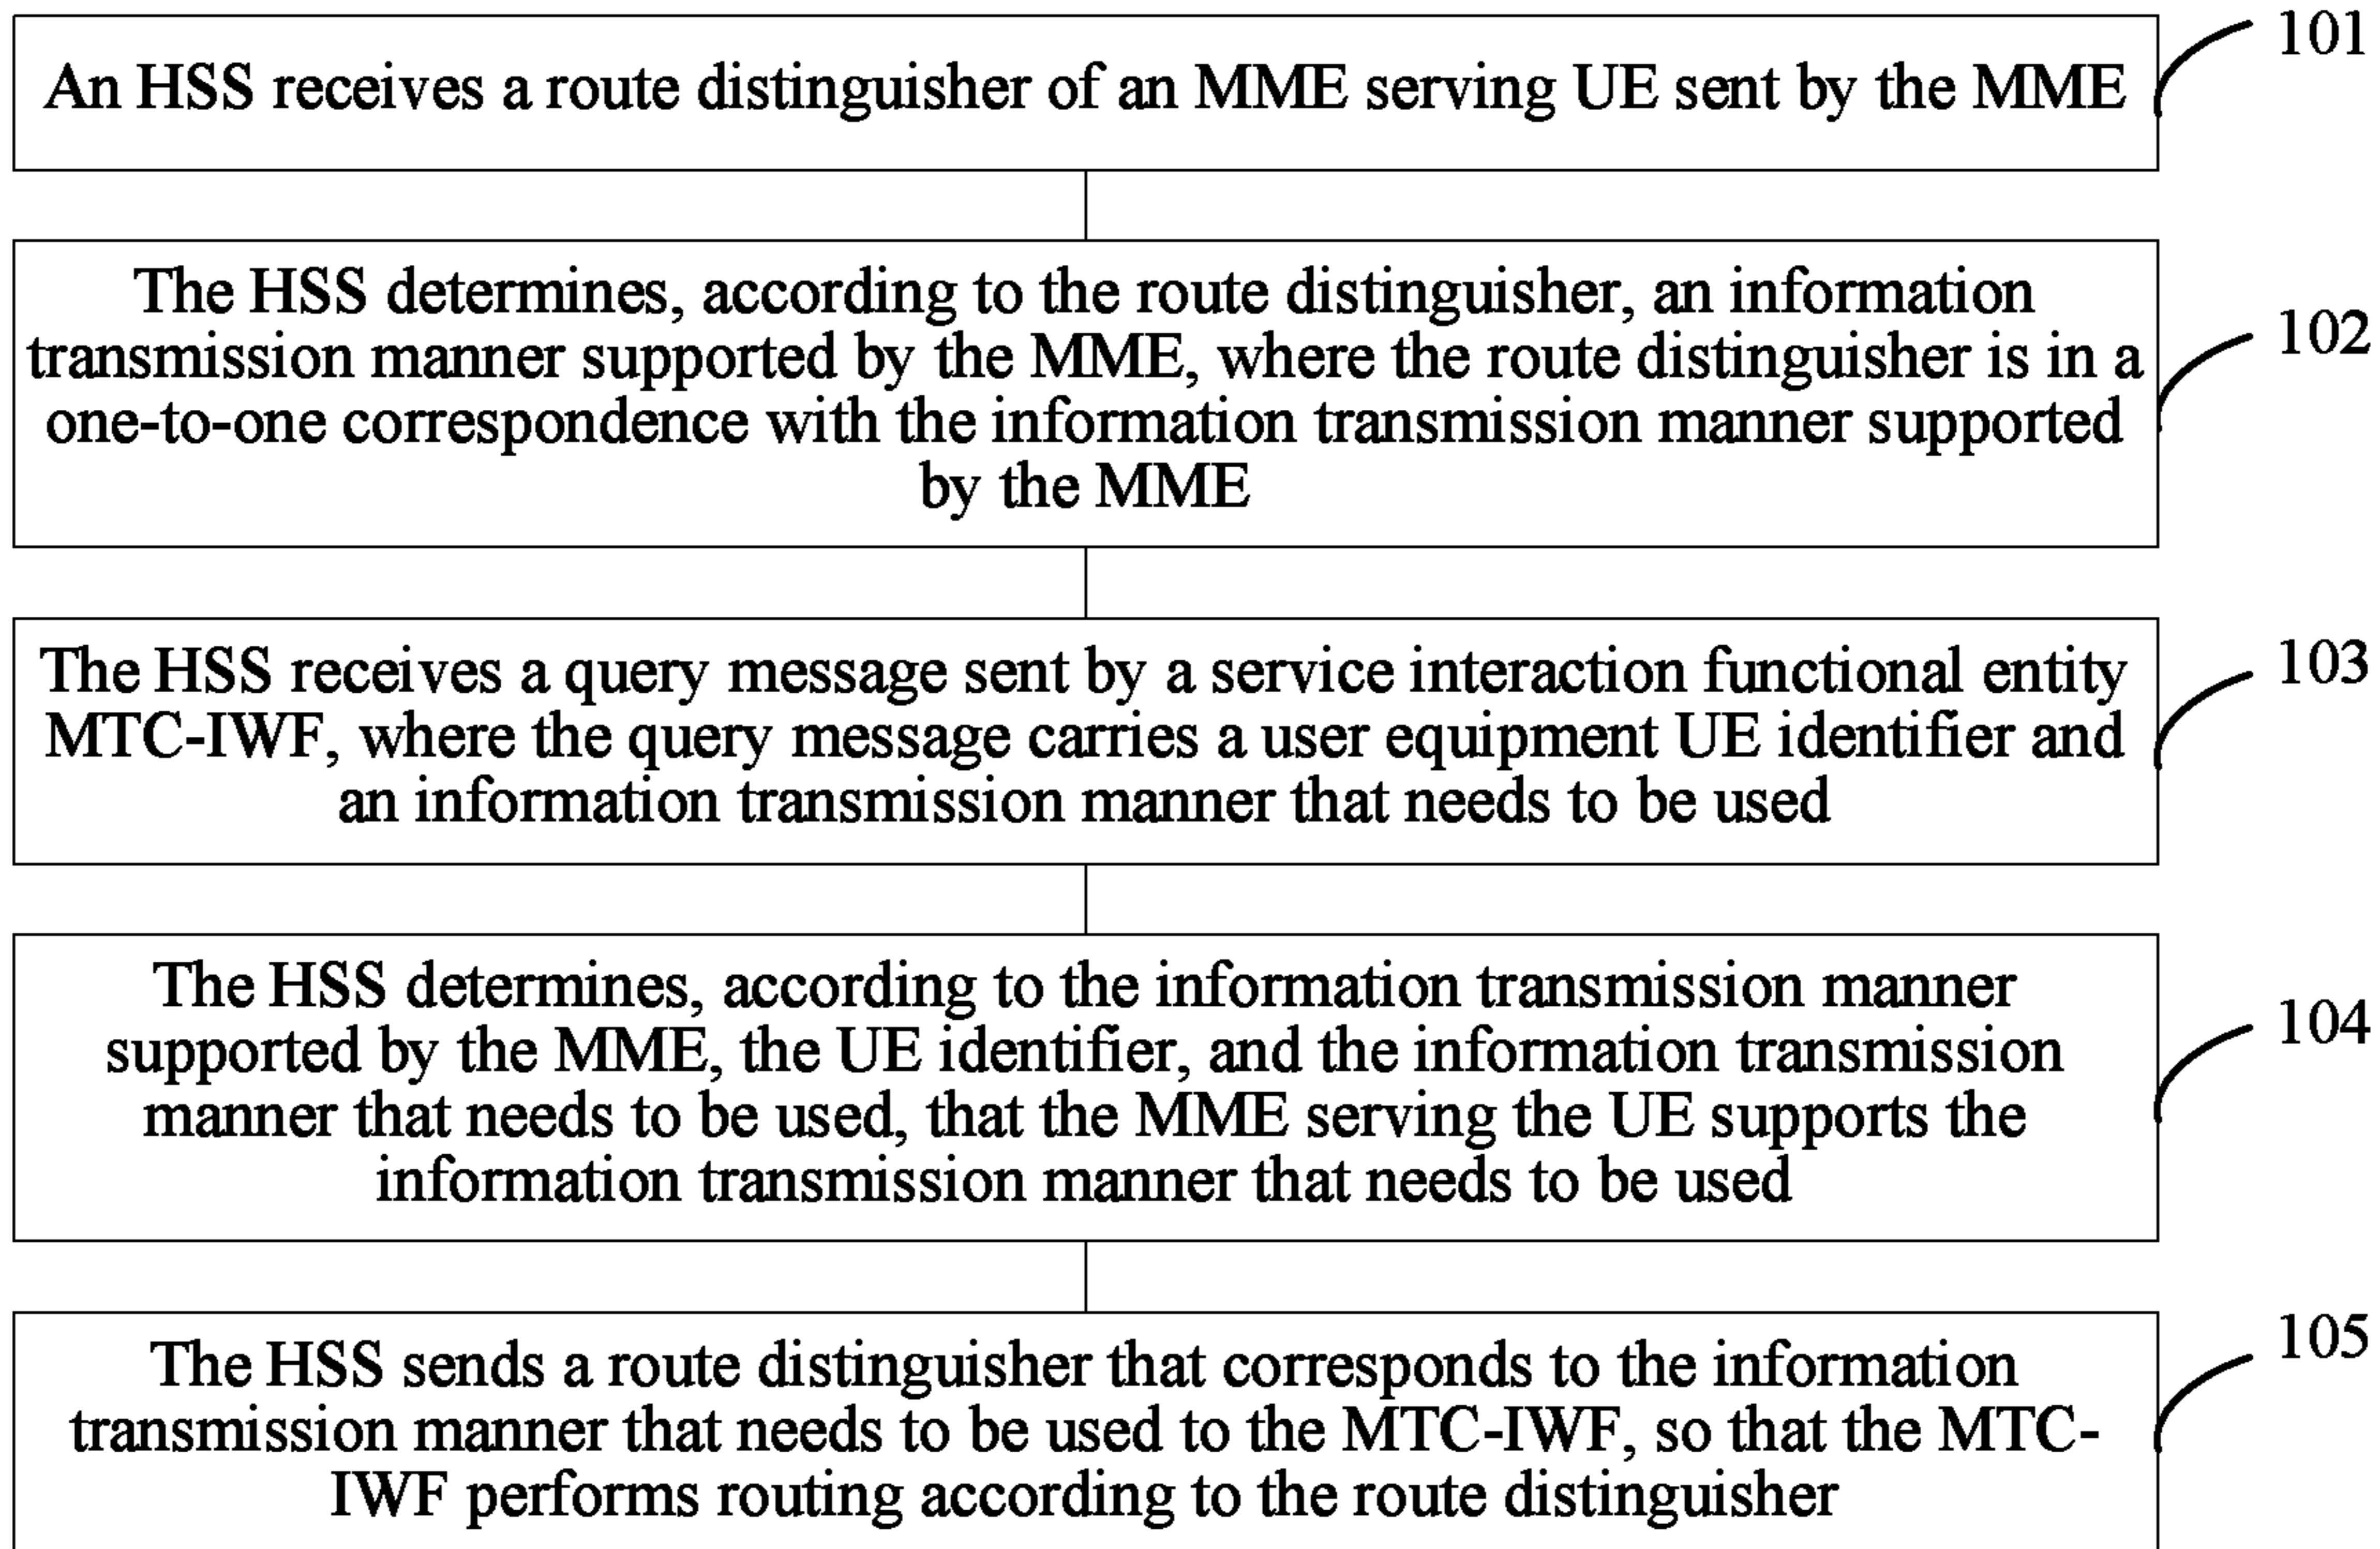 An HSS receives a route distinguisher of an MME serving UE sent by the MME
101
The HSS determines, according to the route distinguisher, an information
transmission manner supported by the MME, where the route distinguisher is in a
one-to-one correspondence with the information transmission manner supported
by the MME
102
The HSS receives a query message sent by a service interaction functional entity
MTC-IWF, where the query message carries a user equipment UE identifier and
an information transmission manner that needs to be used
103
The HSS determines, according to the information transmission manner
supported by the MME, the UE identifier, and the information transmission
manner that needs to be used, that the MME serving the UE supports the
information transmission manner that needs to be used
104
The HSS sends a route distinguisher that corresponds to the information
transmission manner that needs to be used to the MTC-IWF, so that the MTC-
IWF performs routing according to the route distinguisher
105